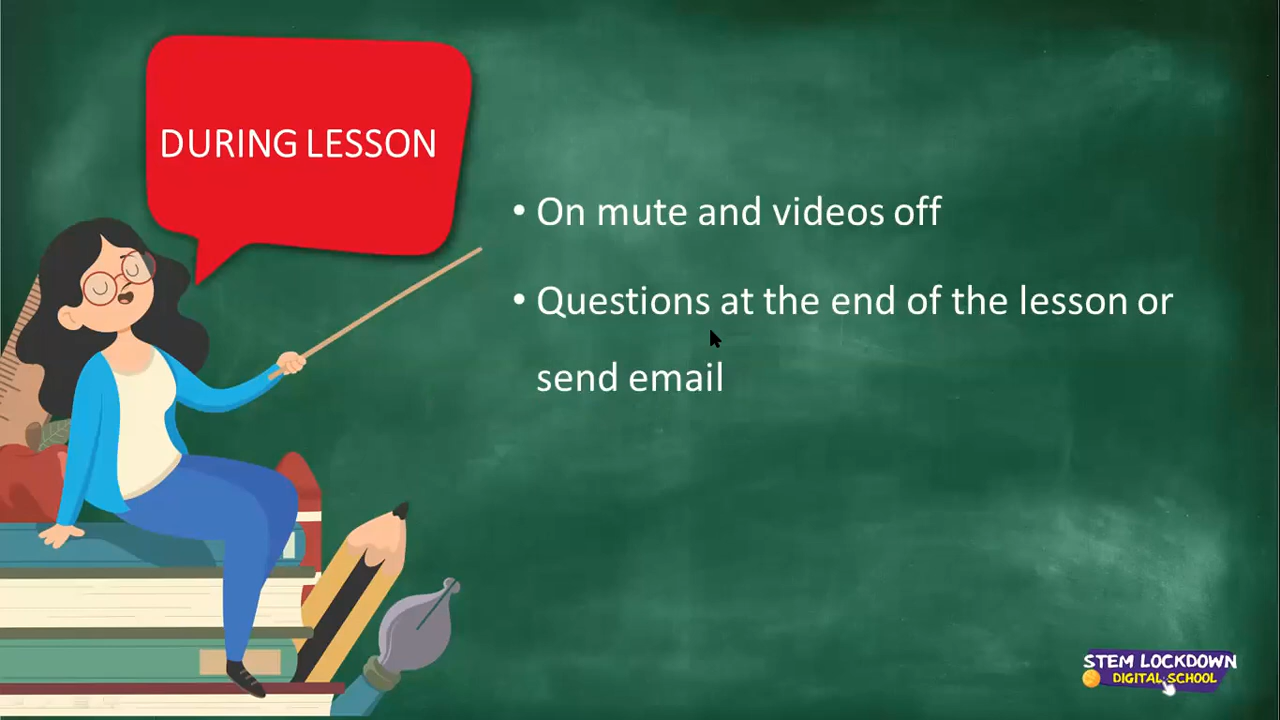 DURING LESSON
• On mute and videos off
• Questions at the end of the lesson or
send email
STEM LOCKDOWN
DIGITAL SCHOOL